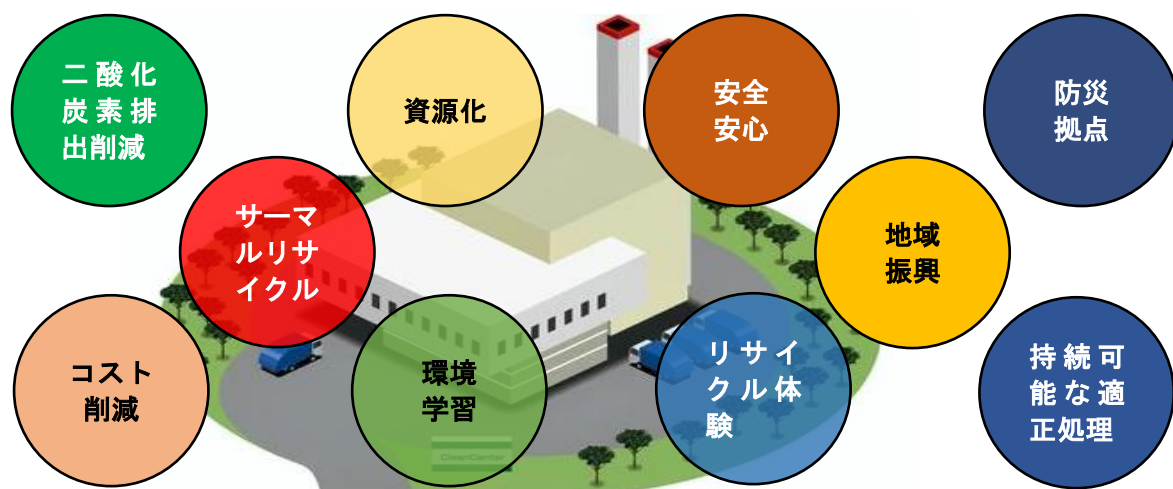 二酸化
炭素排
出削減
資源化
安全
安心
防災
拠点
サーマ
ルリサ
イクル
地域
振興
コスト
削減
環境
学習
リサイ
クル体
験
持続可
能な適
正処理
CleanCenter